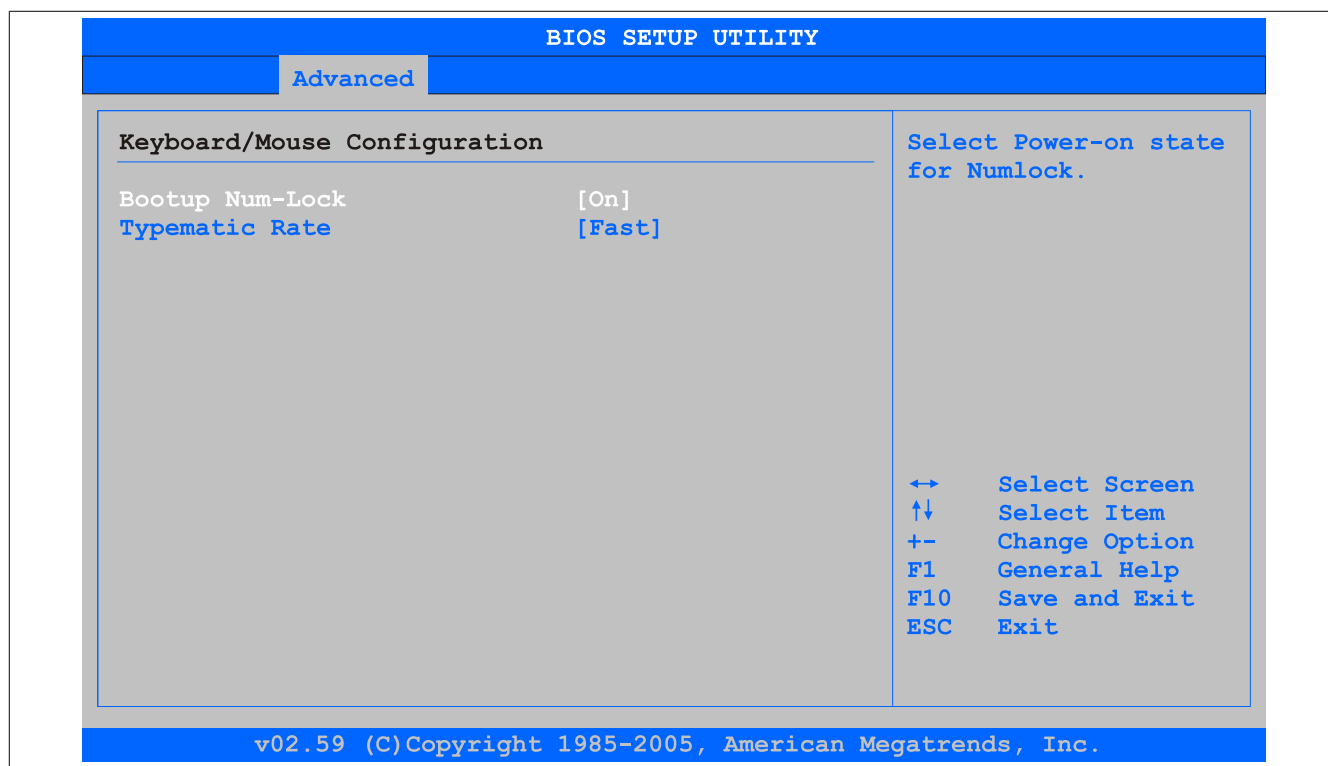 BIOS SETUP UTILITY
Advanced
Keyboard/Mouse Configuration
Bootup Num-Lock [On]
Typematic Rate [Fast]
Select Power-on state
for Numlock.
↔ Select Screen
↑↓ Select Item
+- Change Option
F1 General Help
F10 Save and Exit
ESC Exit
v02.59 (C)Copyright 1985-2005, American Megatrends, Inc.